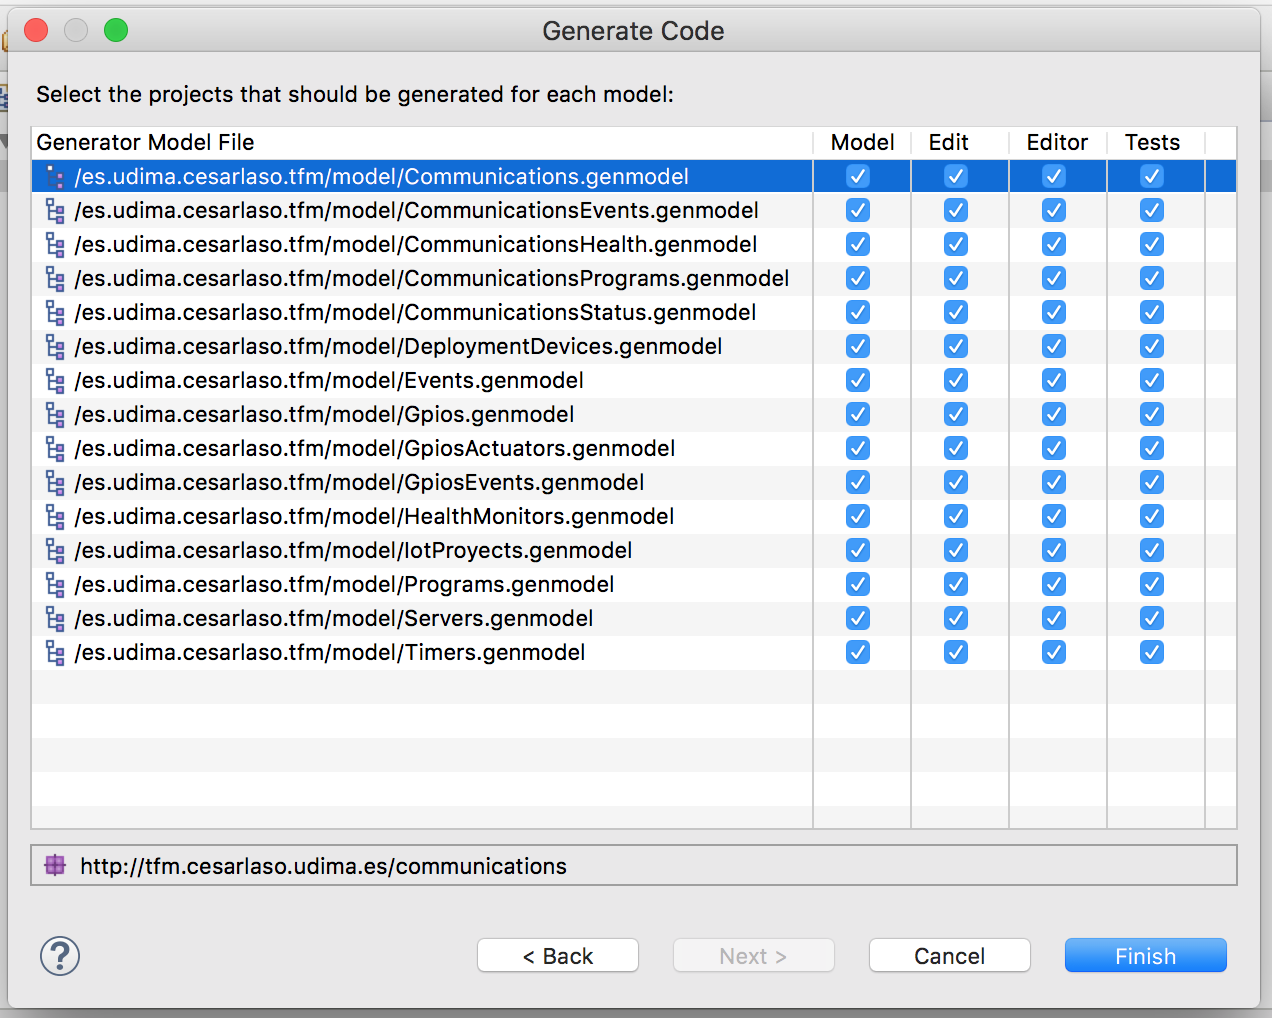 Generate Code
Select the projects that should be generated for each model:
Generator Model File Model Edit Editor Tests
/es.udima.cesarlaso.tfm/model/Communications.genmodel
/es.udima.cesarlaso.tfm/model/CommunicationsEvents.genmodel
/es.udima.cesarlaso.tfm/model/CommunicationsHealth.genmodel
/es.udima.cesarlaso.tfm/model/CommunicationsPrograms.genmodel
/es.udima.cesarlaso.tfm/model/CommunicationsStatus.genmodel
/es.udima.cesarlaso.tfm/model/DeploymentDevices.genmodel
/es.udima.cesarlaso.tfm/model/Events.genmodel
/es.udima.cesarlaso.tfm/model/Gpios.genmodel
/es.udima.cesarlaso.tfm/model/GpiosActuators.genmodel
/es.udima.cesarlaso.tfm/model/GpiosEvents.genmodel
/es.udima.cesarlaso.tfm/model/HealthMonitors.genmodel
/es.udima.cesarlaso.tfm/model/IotProyects.genmodel
/es.udima.cesarlaso.tfm/model/Programs.genmodel
/es.udima.cesarlaso.tfm/model/Servers.genmodel
/es.udima.cesarlaso.tfm/model/Timers.genmodel
http://tfm.cesarlaso.udima.es/communications
? < Back Next > Cancel Finish